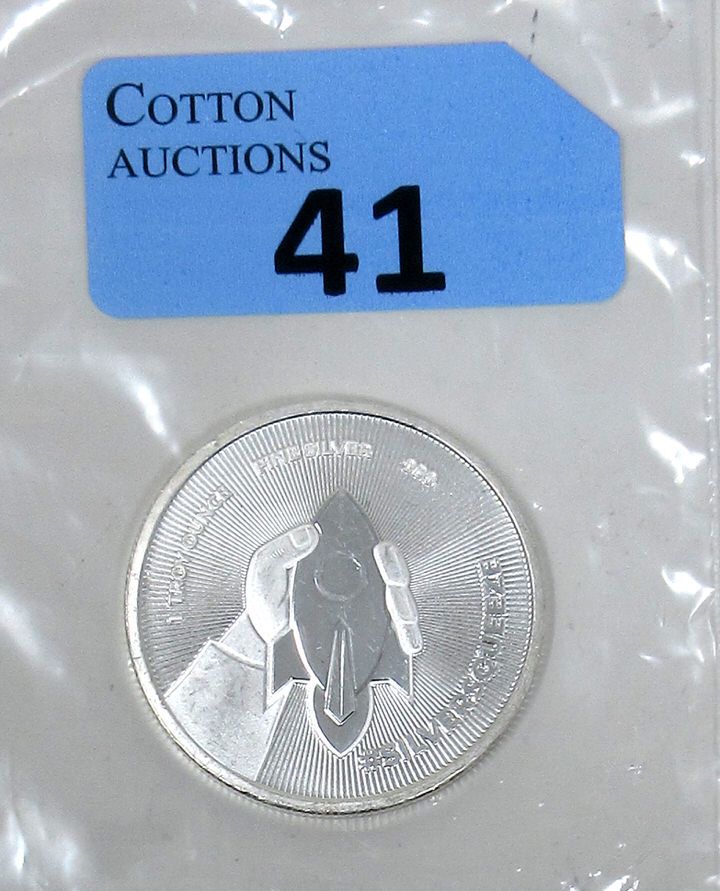 COTTON
AUCTIONS
41
1 TROY OUNCE FINE SILVER .999
#SILVERSQUEEZE